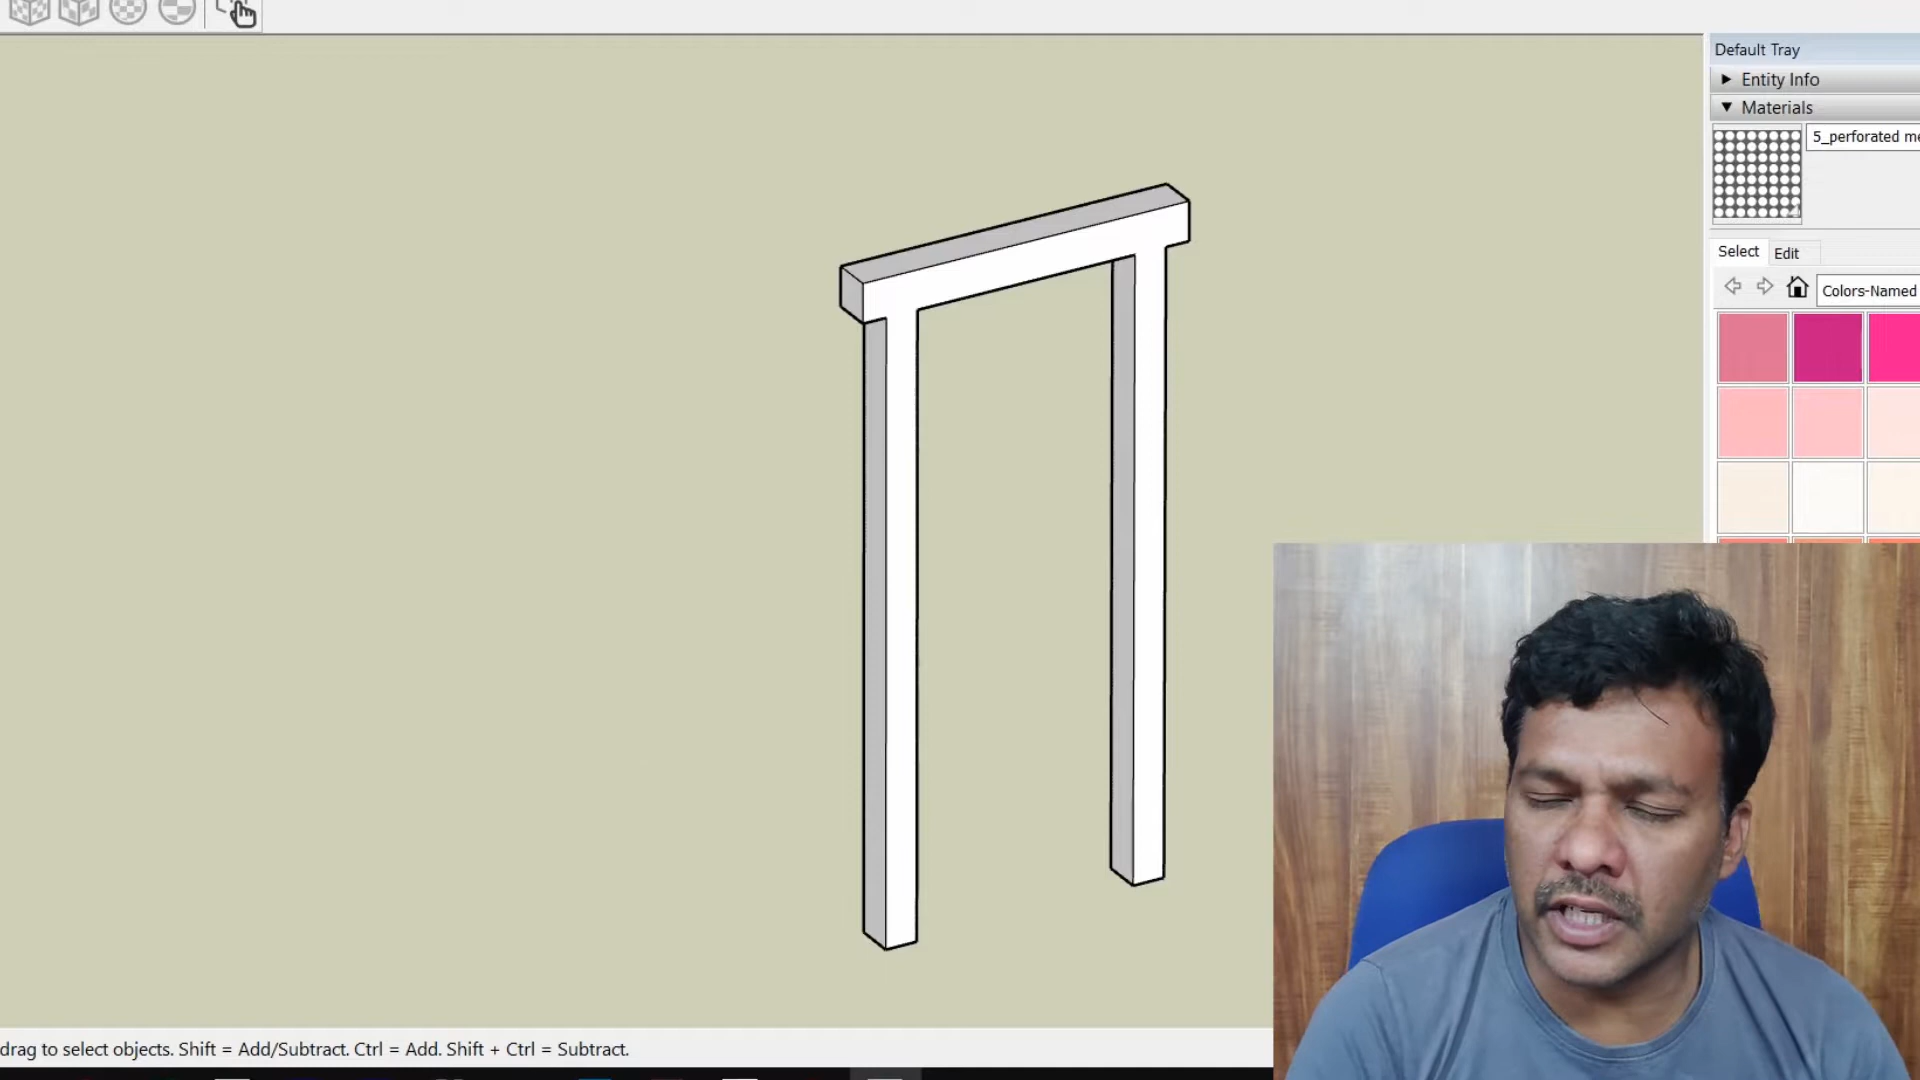 Default Tray
Entity Info
Materials
5_perforated me
Select Edit
Colors-Named
drag to select objects. Shift = Add/Subtract. Ctrl = Add. Shift + Ctrl = Subtract.